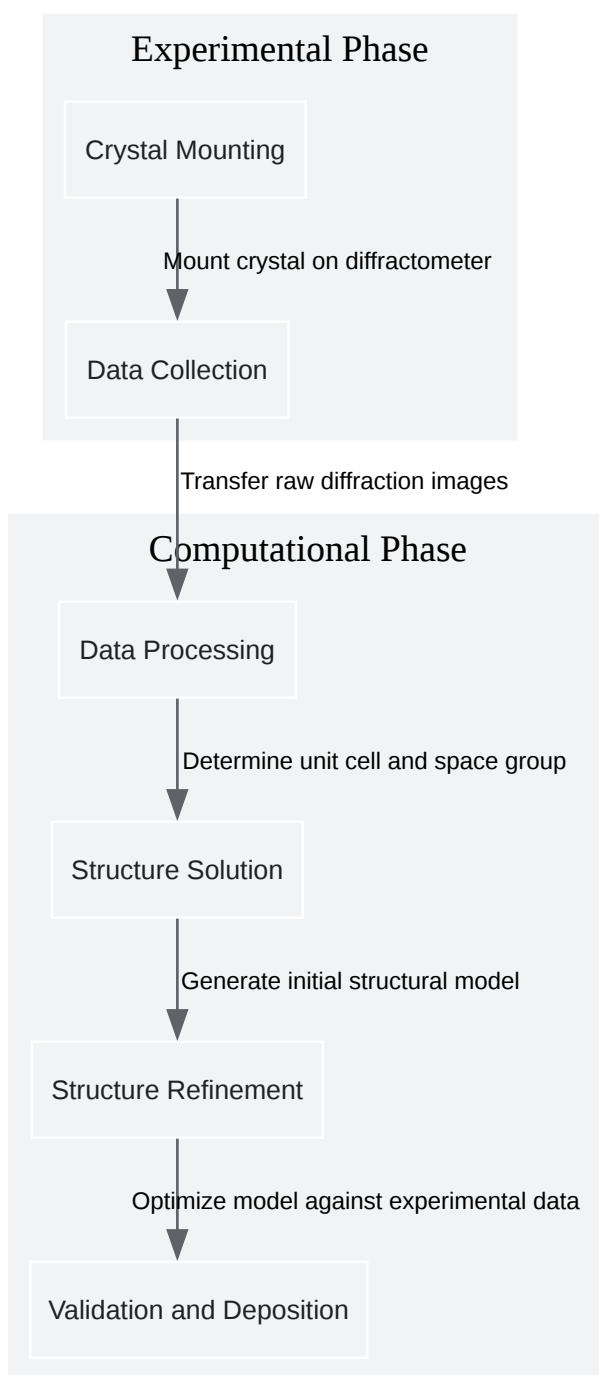 Experimental Phase
Crystal Mounting
Mount crystal on diffractometer
Data Collection
Transfer raw diffraction images
Computational Phase
Data Processing
Determine unit cell and space group
Structure Solution
Generate initial structural model
Structure Refinement
Optimize model against experimental data
Validation and Deposition